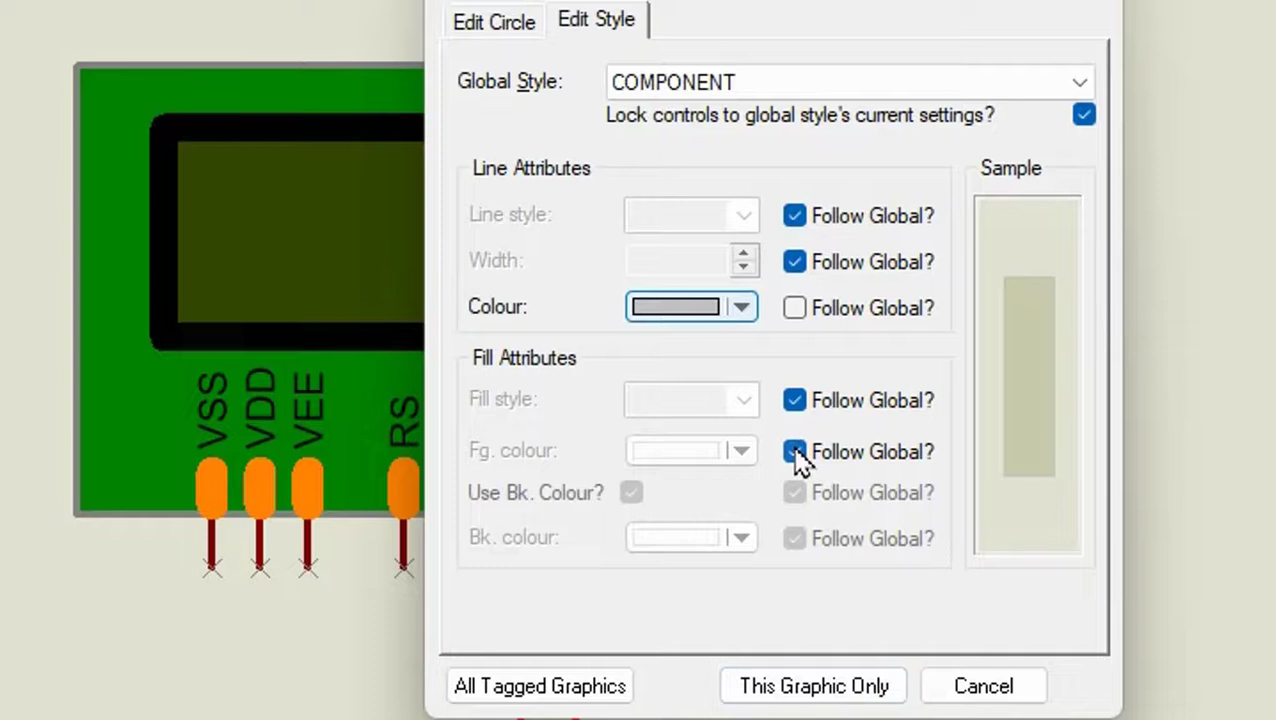 Edit Circle
Edit Style
Global Style:
COMPONENT
Lock controls to global style's current settings?
Line Attributes
Sample
Line style:
Follow Global?
Width:
Follow Global?
Colour:
Follow Global?
Fill Attributes
Fill style:
Follow Global?
Fg. colour:
Follow Global?
Use Bk. Colour?
Follow Global?
Bk. colour:
Follow Global?
All Tagged Graphics
This Graphic Only
Cancel
VSS
VDD
VEE
RS